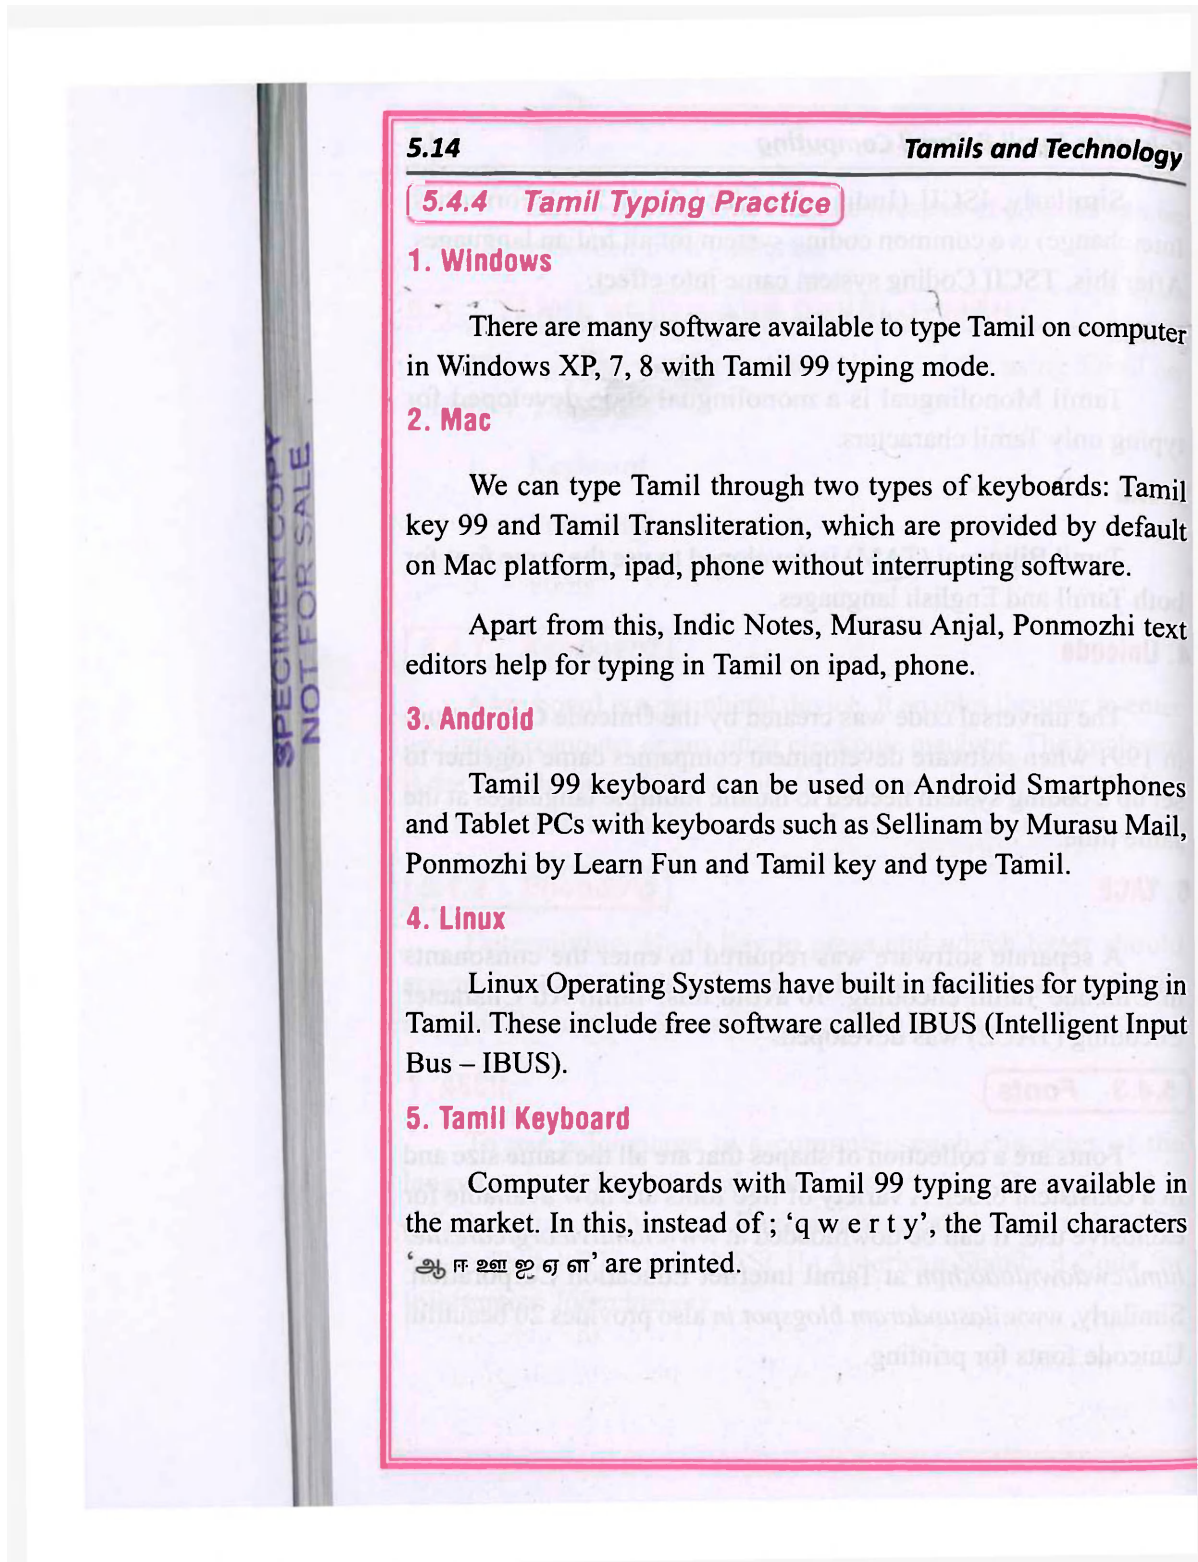 5.14 Tamils and Technology
5.4.4 Tamil Typing Practice
1. Windows
There are many software available to type Tamil on computer
in Windows XP, 7, 8 with Tamil 99 typing mode.
2. Mac
We can type Tamil through two types of keyboards: Tamil
key 99 and Tamil Transliteration, which are provided by default
on Mac platform, ipad, phone without interrupting software.
Apart from this, Indic Notes, Murasu Anjal, Ponmozhi text
editors help for typing in Tamil on ipad, phone.
3. Android
Tamil 99 keyboard can be used on Android Smartphones
and Tablet PCs with keyboards such as Sellinam by Murasu Mail,
Ponmozhi by Learn Fun and Tamil key and type Tamil.
4. Linux
Linux Operating Systems have built in facilities for typing in
Tamil. These include free software called IBUS (Intelligent Input
Bus – IBUS).
5. Tamil Keyboard
Computer keyboards with Tamil 99 typing are available in
the market. In this, instead of ; ‘q w e r t y’, the Tamil characters
‘ஆ ஈ ஊ ஐ ஏ ள’ are printed.
SPECIMEN COPY
NOT FOR SALE